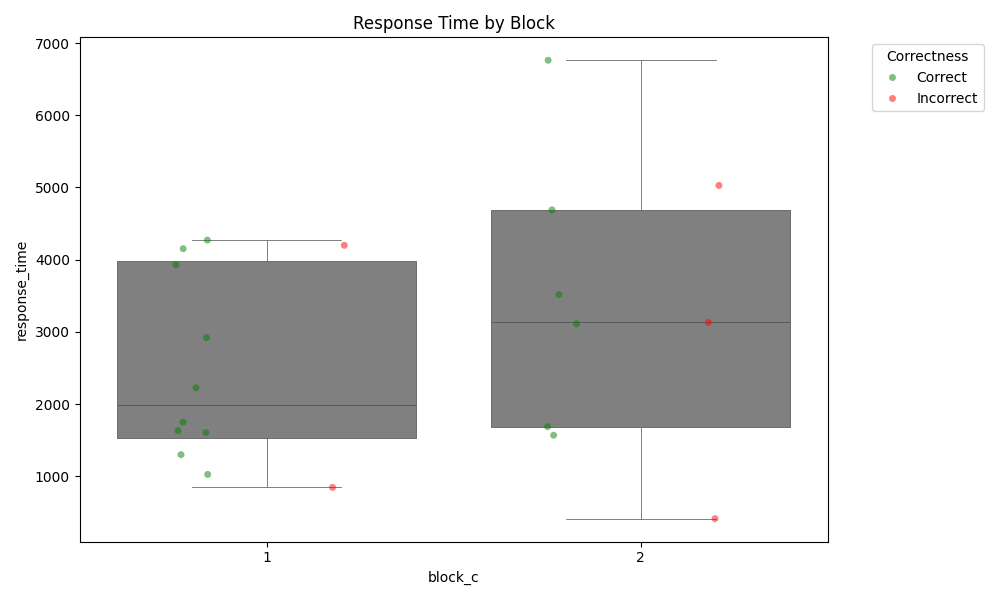 Response Time by Block
Correctness
Correct
Incorrect
response_time
7000
6000
5000
4000
3000
2000
1000
1
2
block_c